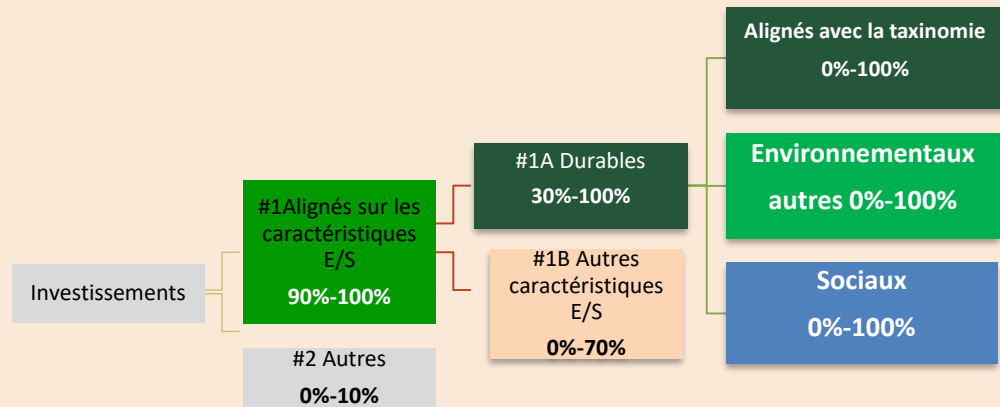 Investissements
#1Alignés sur les
caractéristiques
E/S
90%-100%
#2 Autres
0%-10%
#1A Durables
30%-100%
#1B Autres
caractéristiques
E/S
0%-70%
Alignés avec la taxinomie
0%-100%
Environnementaux
autres 0%-100%
Sociaux
0%-100%